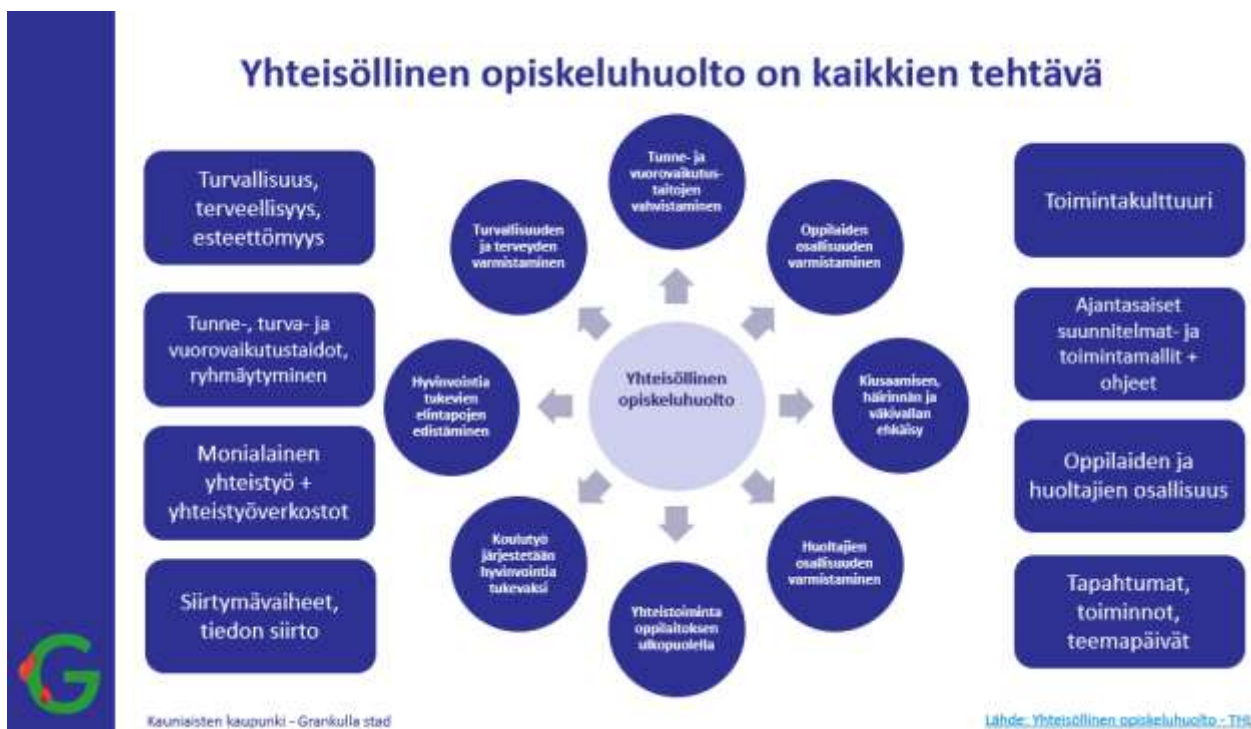 Yhteisöllinen opiskeluhuolto on kaikkien tehtävä
Turvallisuus,
terveellisyys,
esteettömyys
Tunne-, turva- ja
vuorovaikutustaidot,
ryhmäytyminen
Monialainen
yhteistyö +
yhteistyöverkostot
Siirtymävaiheet,
tiedon siirto
Tunne- ja
vuorovaikutus-
taitojen
vahvistaminen
Oppilaiden
osallisuuden
varmistaminen
Kiusaamisen,
häirinnän ja
väkivallan
ehkäisy
Huoltajien
osallisuuden
varmistaminen
Yhteistoiminta
oppilaitoksen
ulkopuolella
Koulutyö
järjestetään
hyvinvointia
tukevaksi
Hyvinvointia
tukevien
elintapojen
edistäminen
Turvallisuuden
ja terveyden
varmistaminen
Yhteisöllinen
opiskeluhuolto
Toimintakulttuuri
Ajantasaiset
suunnitelmat- ja
toimintamallit +
ohjeet
Oppilaiden ja
huoltajien osallisuus
Tapahtumat,
toiminnot,
teemapäivät
G
Kauniaisten kaupunki - Grankulla stad
Lähde: Yhteisöllinen opiskeluhuolto - THL